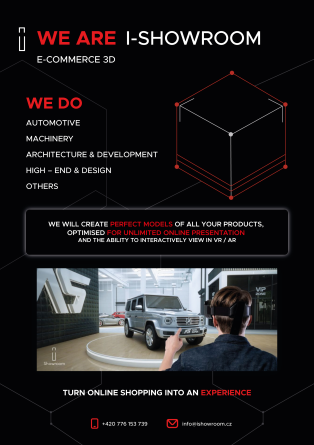 WE ARE I-SHOWROOM
E-COMMERCE 3D
WE DO
AUTOMOTIVE
MACHINERY
ARCHITECTURE & DEVELOPMENT
HIGH – END & DESIGN
OTHERS
WE WILL CREATE PERFECT MODELS OF ALL YOUR PRODUCTS,
OPTIMISED FOR UNLIMITED ONLINE PRESENTATION
AND THE ABILITY TO INTERACTIVELY VIEW IN VR / AR
VIP
TURN ONLINE SHOPPING INTO AN EXPERIENCE
+420 776 153 739
info@ishowroom.cz